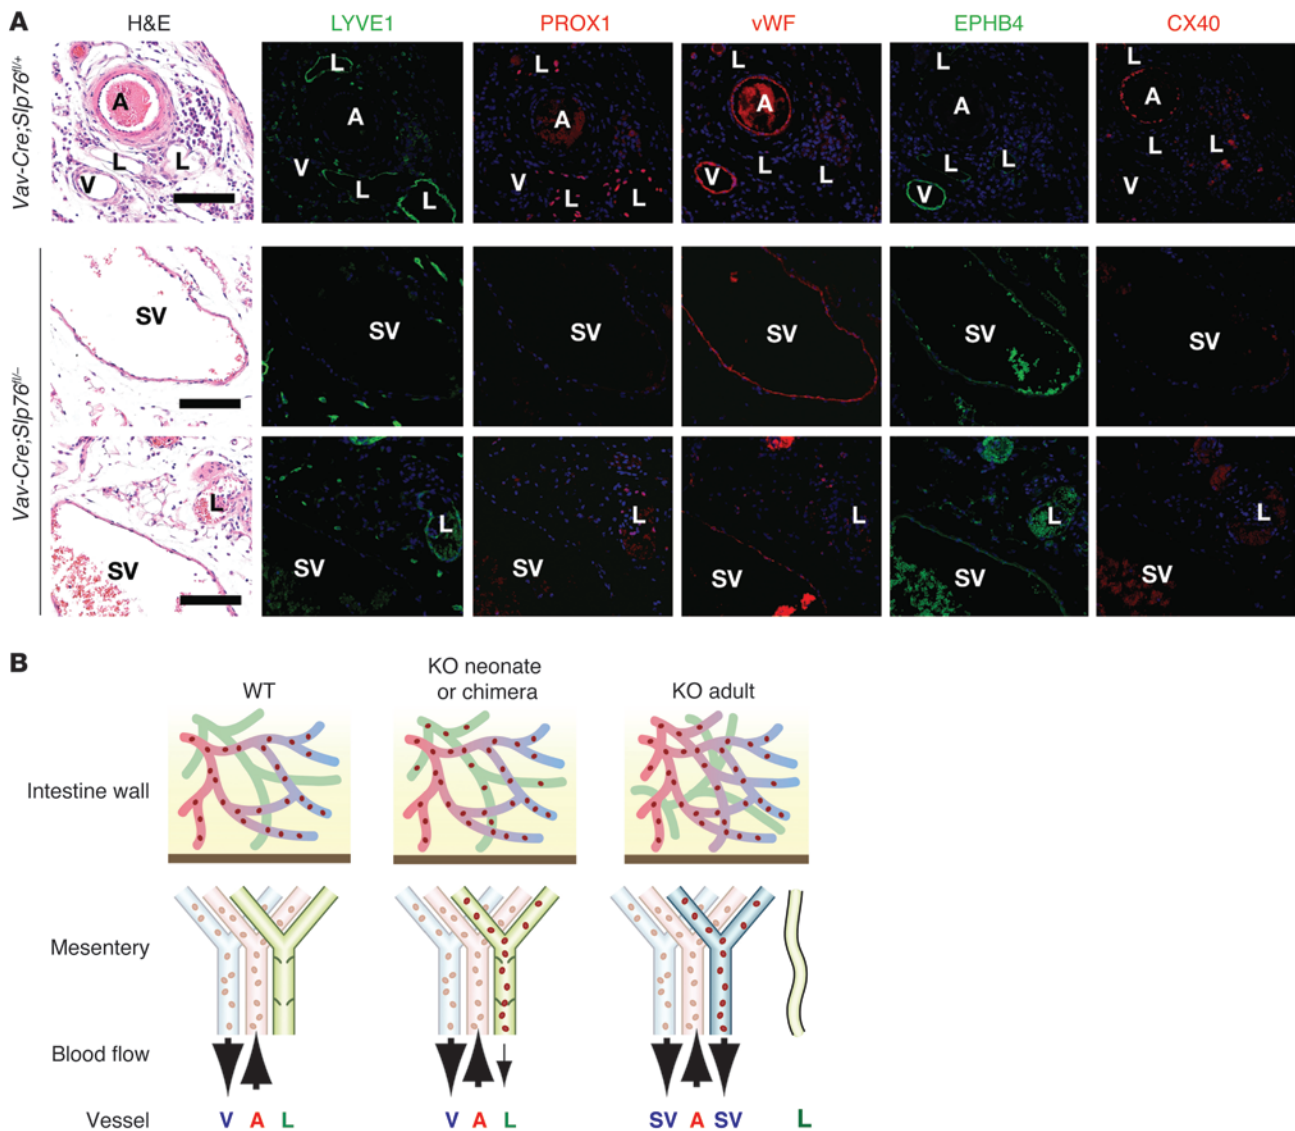 A
H&E LYVE1 PROX1 vWF EPHB4 CX40
Vav-Cre;Slp76fl/+
A L L V
L A V L L
L A V L L
L A V L L
L A L L V
L A L L V
Vav-Cre;Slp76fl/–
SV SV SV SV SV SV
L SV
L SV
L SV
L SV
L SV
L SV
B
WT
KO neonate
or chimera
KO adult
Intestine wall
Mesentery
Blood flow
Vessel V A L V A L SV A SV L